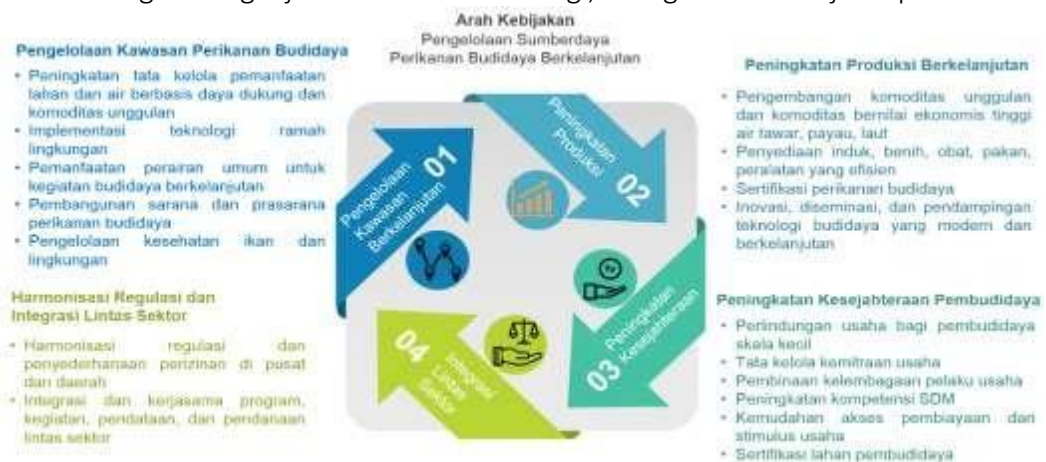 Arah Kebijakan
Pengelolaan Sumberdaya
Perikanan Budidaya Berkelanjutan
Pengelolaan Kawasan Perikanan Budidaya
• Peningkatan tata kelola pemanfaatan
lahan dan air berbasis daya dukung dan
komoditas unggulan
• Implementasi teknologi ramah
lingkungan
• Pemanfaatan perairan umum untuk
kegiatan budidaya berkelanjutan
• Pembangunan sarana dan prasarana
perikanan budidaya
• Pengelolaan kesehatan ikan dan
lingkungan
Pengelolaan
Kawasan
Berkelanjutan
01
Peningkatan
Produksi
02
Peningkatan Produksi Berkelanjutan
• Pengembangan komoditas unggulan
dan komoditas bernilai ekonomis tinggi
air tawar, payau, laut
• Penyediaan induk, benih, obat, pakan,
peralatan yang efisien
• Sertifikasi perikanan budidaya
• Inovasi, diseminasi, dan pendampingan
teknologi budidaya yang modern dan
berkelanjutan
Rp
Peningkatan
Kesejahteraan
03
Peningkatan Kesejahteraan Pembudidaya
• Perlindungan usaha bagi pembudidaya
skala kecil
• Tata kelola kemitraan usaha
• Pembinaan kelembagaan pelaku usaha
• Peningkatan kompetensi SDM
• Kemudahan akses pembiayaan dan
stimulus usaha
• Sertifikasi lahan pembudidaya
04
Integrasi
Lintas
Sektor
Harmonisasi Regulasi dan
Integrasi Lintas Sektor
• Harmonisasi regulasi dan
penyederhanaan perizinan di pusat
dan daerah
• Integrasi dan kerjasama program,
kegiatan, pendataan, dan pendanaan
lintas sektor